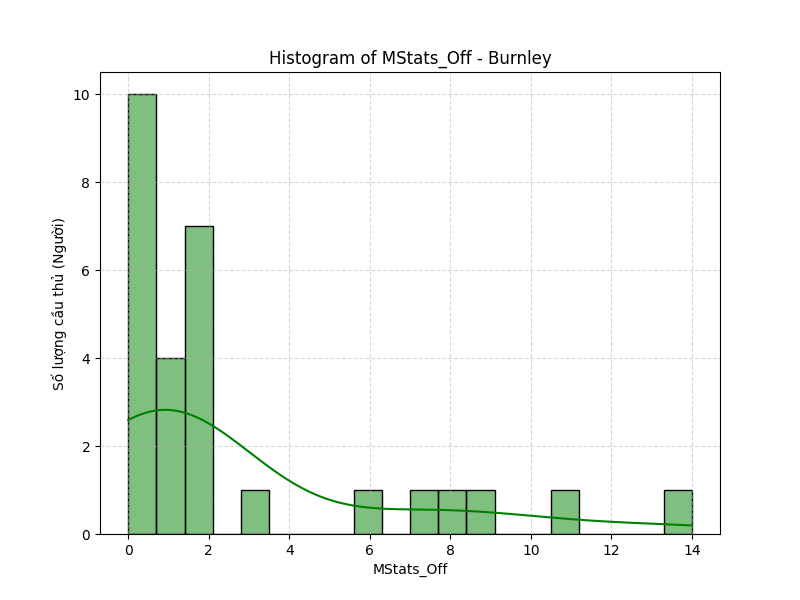 Histogram of MStats_Off - Burnley
Số lượng cầu thủ (Người)
10
8
6
4
2
0
0 2 4 6 8 10 12 14
MStats_Off